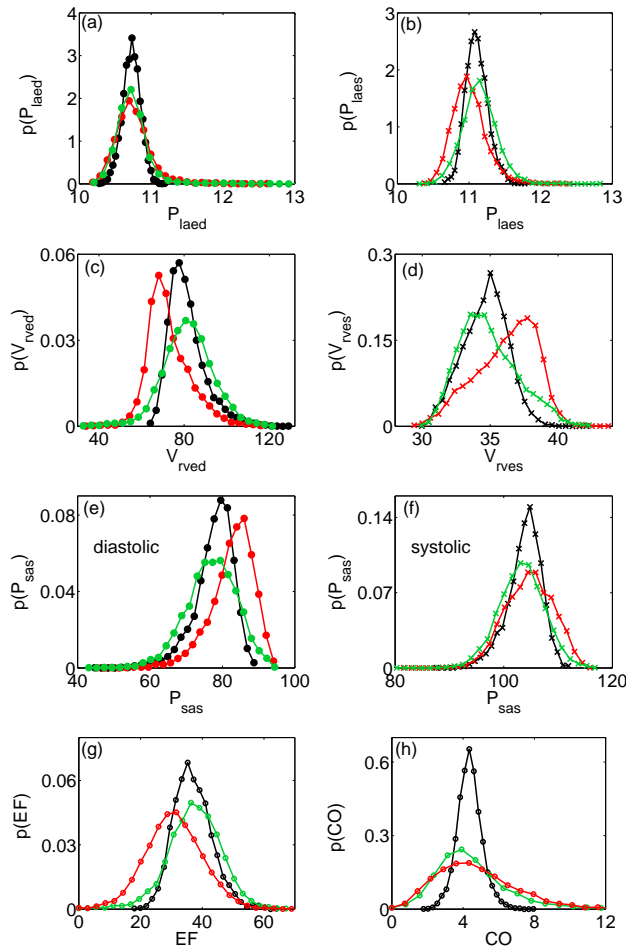 (a)
p(P_laed)
4
3
2
1
0
10 11 12 13
P_laed
(b)
p(P_laes)
3
2
1
0
10 11 12 13
P_laes
(c)
p(V_rved)
0.06
0.03
0
40 80 120
V_rved
(d)
p(V_rves)
0.3
0.15
0
30 35 40
V_rves
(e)
diastolic
p(P_sas)
0.08
0.04
0
40 60 80 100
P_sas
(f)
systolic
p(P_sas)
0.14
0.07
0
80 100 120
P_sas
(g)
p(EF)
0.06
0.03
0
0 20 40 60
EF
(h)
p(CO)
0.6
0.3
0
0 4 8 12
CO